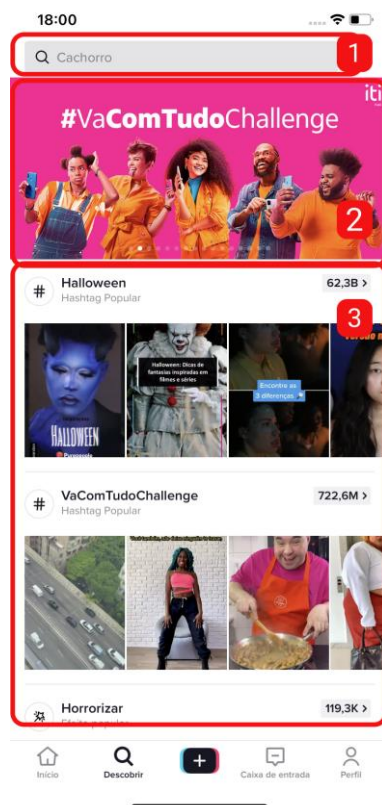 18:00
Cachorro
1
iti
#VaComTudoChallenge
2
Halloween
62,3B >
Hashtag Popular
3
Halloween: Dicas de
fantasias inspiradas em
filmes e séries
Encontre as
3 diferenças
HALLOWEEN
VaComTudoChallenge
722,6M >
Hashtag Popular
Horrorizar
119,3K >
Efeito popular
Início
Descobrir
Caixa de entrada
Perfil